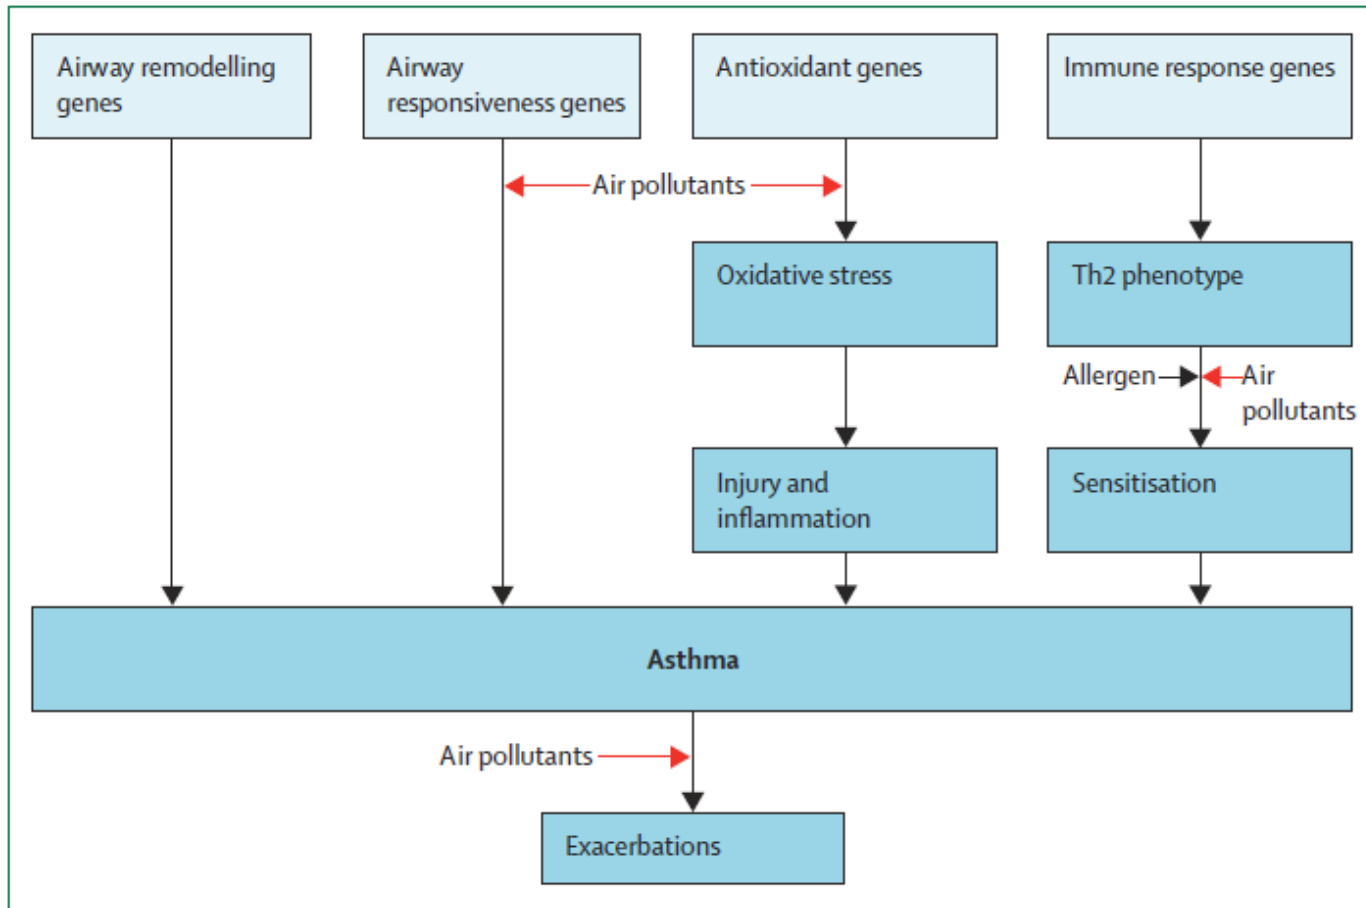 Airway remodelling
genes
Airway
responsiveness genes
Antioxidant genes
Immune response genes
Air pollutants
Oxidative stress
Th2 phenotype
Allergen
Air
pollutants
Injury and
inflammation
Sensitisation
Asthma
Air pollutants
Exacerbations